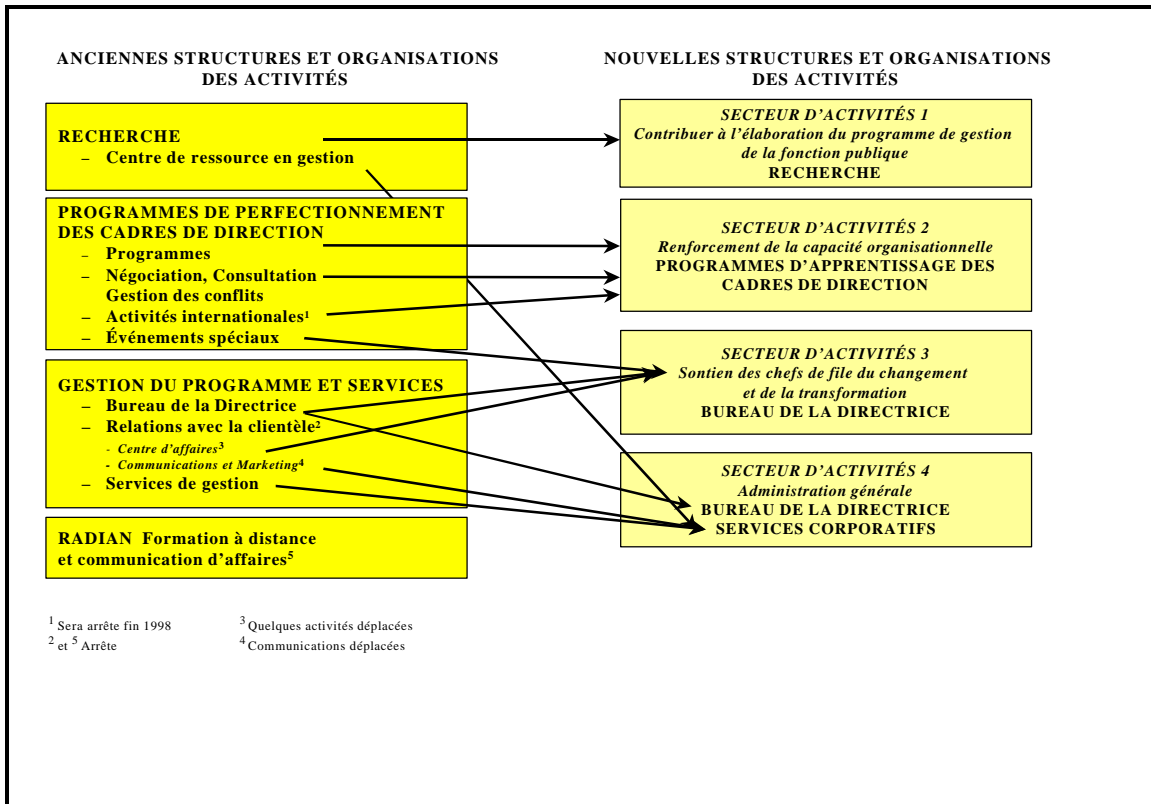 ANCIENNES STRUCTURES ET ORGANISATIONS
DES ACTIVITÉS
RECHERCHE
– Centre de ressource en gestion
PROGRAMMES DE PERFECTIONNEMENT
DES CADRES DE DIRECTION
– Programmes
– Négociation, Consultation
Gestion des conflits
– Activités internationales¹
– Événements spéciaux
GESTION DU PROGRAMME ET SERVICES
– Bureau de la Directrice
– Relations avec la clientèle²
- Centre d'affaires³
- Communications et Marketing⁴
– Services de gestion
RADIAN Formation à distance
et communication d'affaires⁵
NOUVELLES STRUCTURES ET ORGANISATIONS
DES ACTIVITÉS
SECTEUR D'ACTIVITÉS 1
Contribuer à l'élaboration du programme de gestion
de la fonction publique
RECHERCHE
SECTEUR D'ACTIVITÉS 2
Renforcement de la capacité organisationnelle
PROGRAMMES D'APPRENTISSAGE DES
CADRES DE DIRECTION
SECTEUR D'ACTIVITÉS 3
Sontien des chefs de file du changement
et de la transformation
BUREAU DE LA DIRECTRICE
SECTEUR D'ACTIVITÉS 4
Administration générale
BUREAU DE LA DIRECTRICE
SERVICES CORPORATIFS
¹ Sera arrête fin 1998
² et ⁵ Arrête
³ Quelques activités déplacées
⁴ Communications déplacées